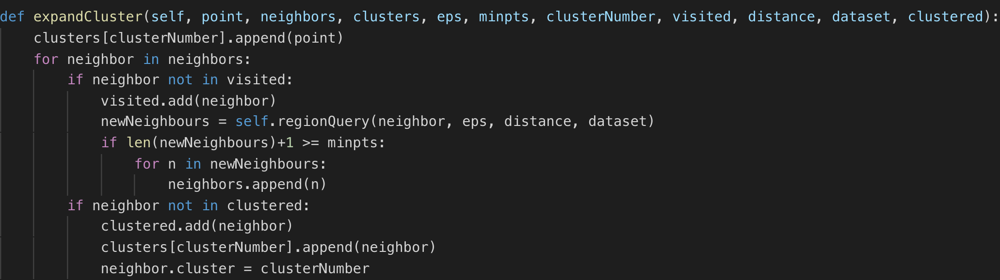 def expandCluster(self, point, neighbors, clusters, eps, minpts, clusterNumber, visited, distance, dataset, clustered):
    clusters[clusterNumber].append(point)
    for neighbor in neighbors:
        if neighbor not in visited:
            visited.add(neighbor)
            newNeighbours = self.regionQuery(neighbor, eps, distance, dataset)
            if len(newNeighbours)+1 >= minpts:
                for n in newNeighbours:
                    neighbors.append(n)
        if neighbor not in clustered:
            clustered.add(neighbor)
            clusters[clusterNumber].append(neighbor)
            neighbor.cluster = clusterNumber